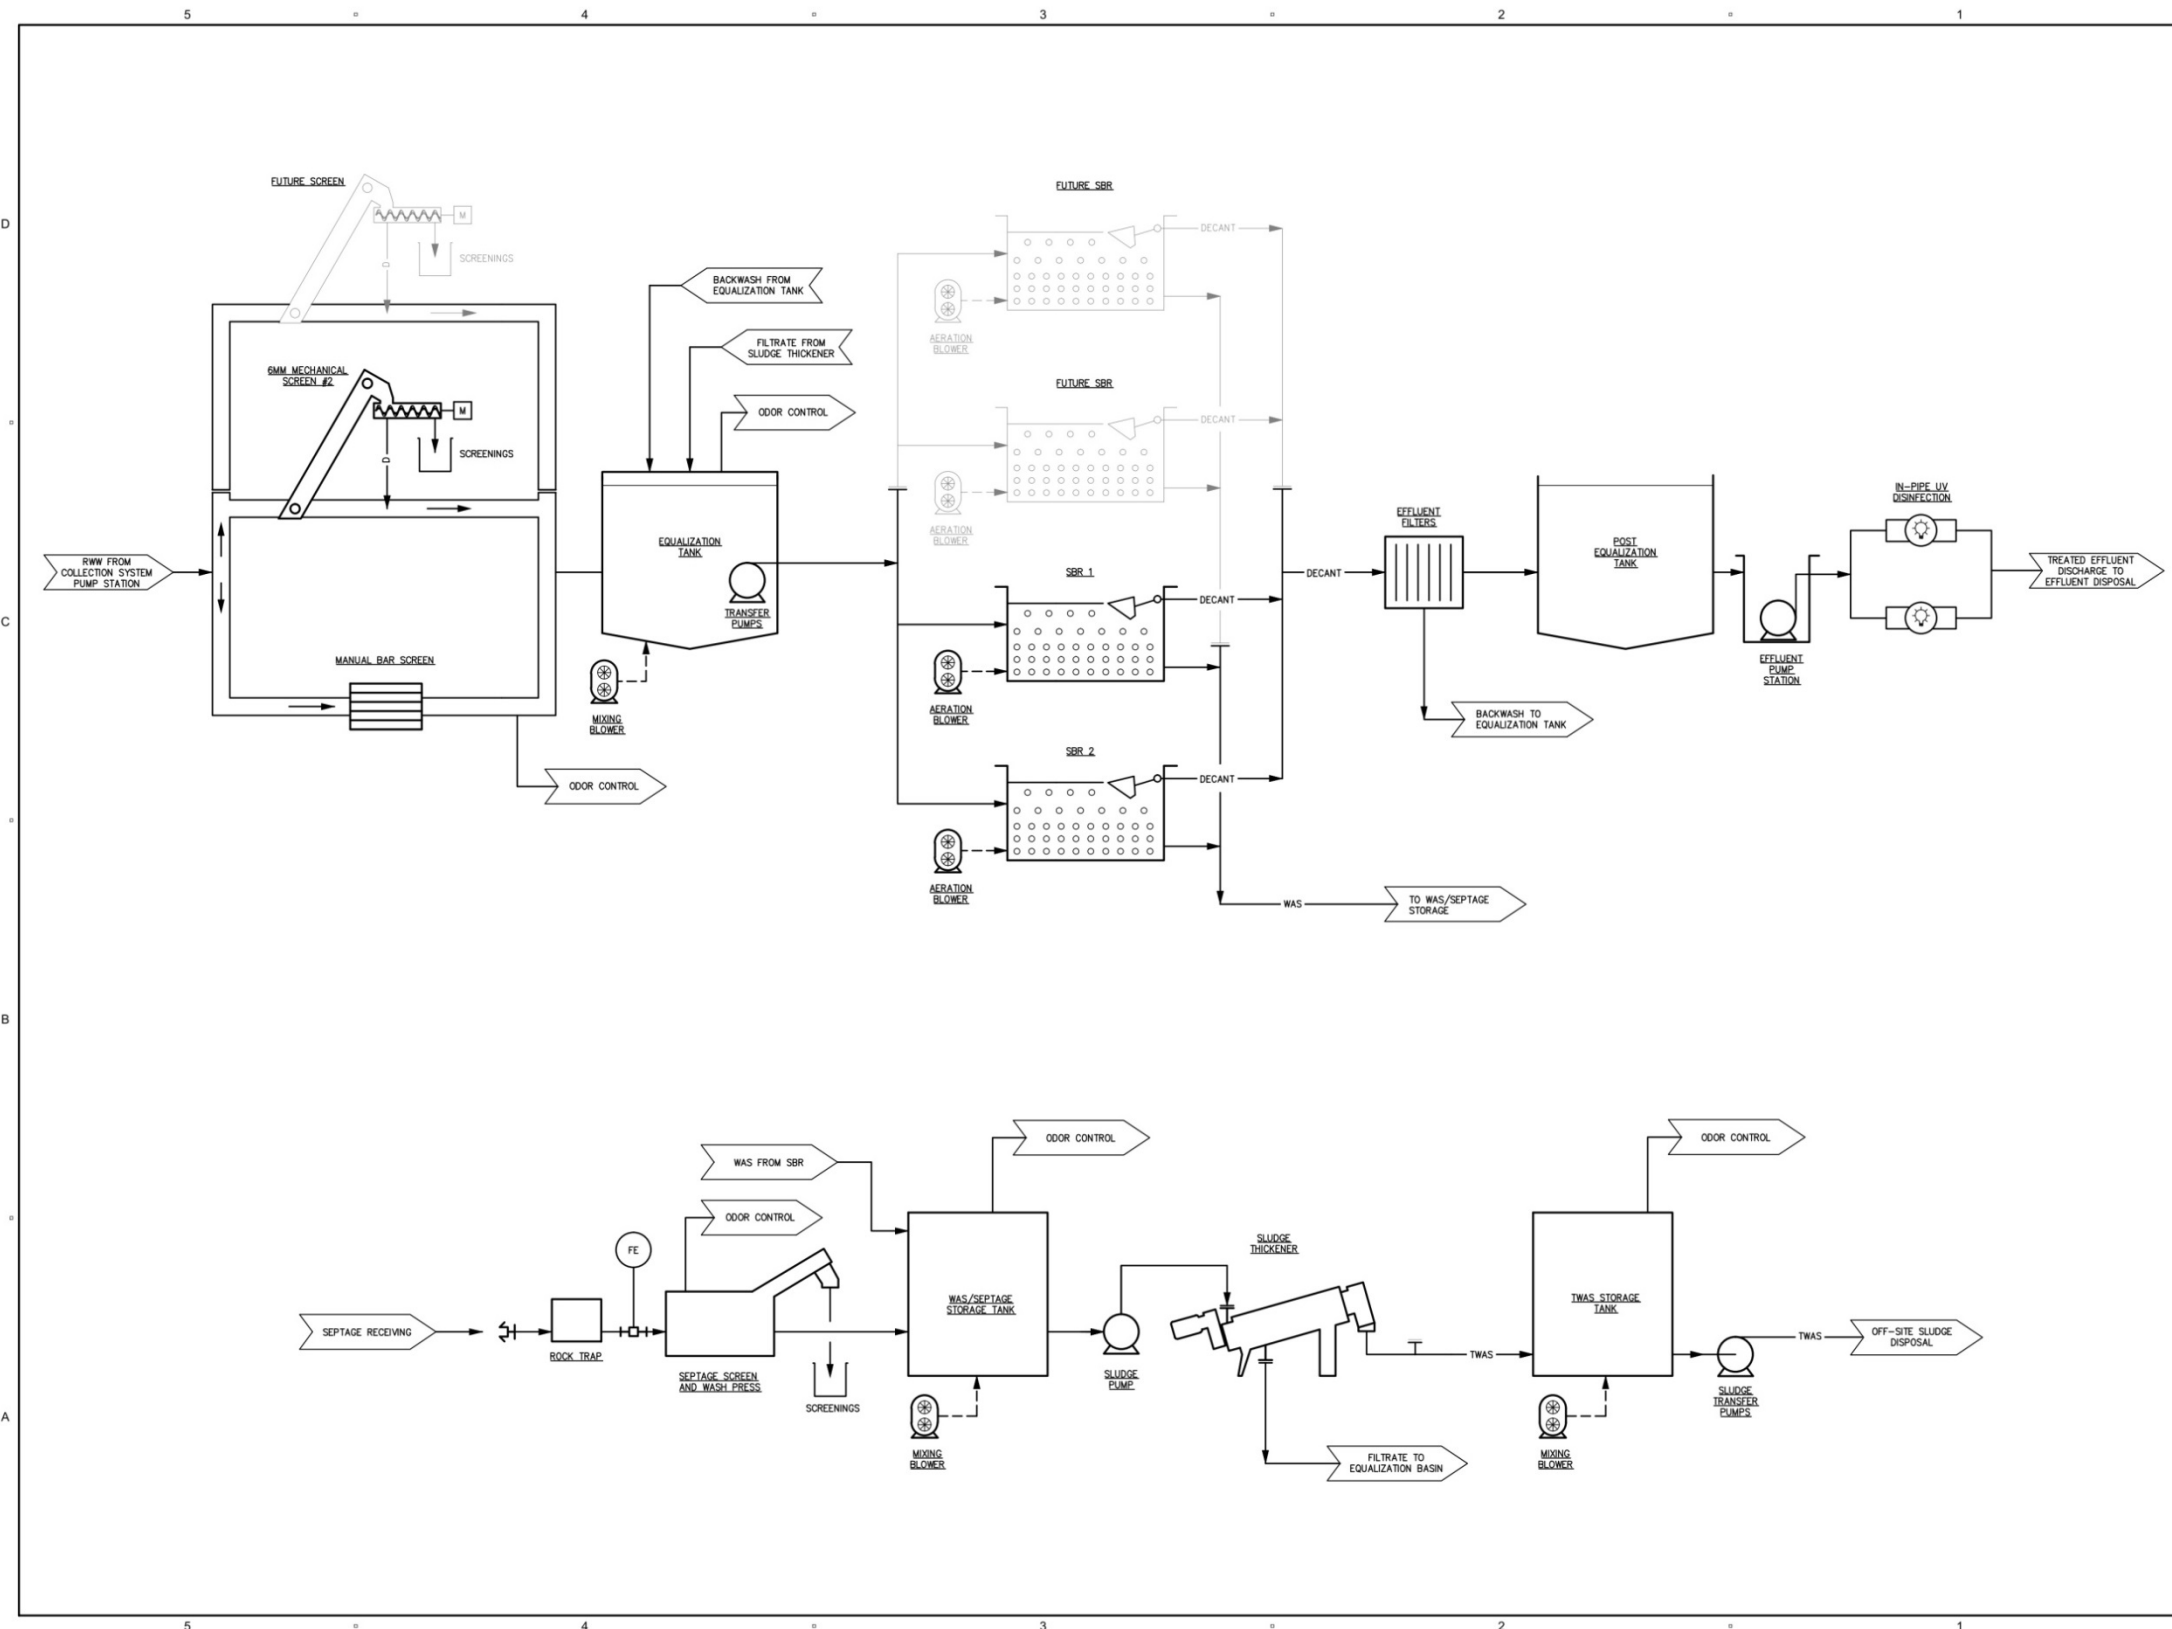 5
4
3
2
1
D
C
B
A
FUTURE SCREEN
M
D
SCREENINGS
6MM MECHANICAL
SCREEN #2
M
D
SCREENINGS
RWW FROM
COLLECTION SYSTEM
PUMP STATION
MANUAL BAR SCREEN
ODOR CONTROL
BACKWASH FROM
EQUALIZATION TANK
FILTRATE FROM
SLUDGE THICKENER
ODOR CONTROL
EQUALIZATION
TANK
TRANSFER
PUMPS
MIXING
BLOWER
FUTURE SBR
DECANT
AERATION
BLOWER
FUTURE SBR
DECANT
AERATION
BLOWER
SBR 1
DECANT
AERATION
BLOWER
SBR 2
DECANT
AERATION
BLOWER
WAS
TO WAS/SEPTAGE
STORAGE
DECANT
EFFLUENT
FILTERS
BACKWASH TO
EQUALIZATION TANK
POST
EQUALIZATION
TANK
EFFLUENT
PUMP
STATION
IN-PIPE UV
DISINFECTION
TREATED EFFLUENT
DISCHARGE TO
EFFLUENT DISPOSAL
SEPTAGE RECEIVING
ROCK TRAP
FE
WAS FROM SBR
ODOR CONTROL
SEPTAGE SCREEN
AND WASH PRESS
SCREENINGS
ODOR CONTROL
WAS/SEPTAGE
STORAGE TANK
MIXING
BLOWER
SLUDGE
PUMP
SLUDGE
THICKENER
FILTRATE TO
EQUALIZATION BASIN
TWAS
ODOR CONTROL
TWAS STORAGE
TANK
MIXING
BLOWER
SLUDGE
TRANSFER
PUMPS
TWAS
OFF-SITE SLUDGE
DISPOSAL
5
4
3
2
1